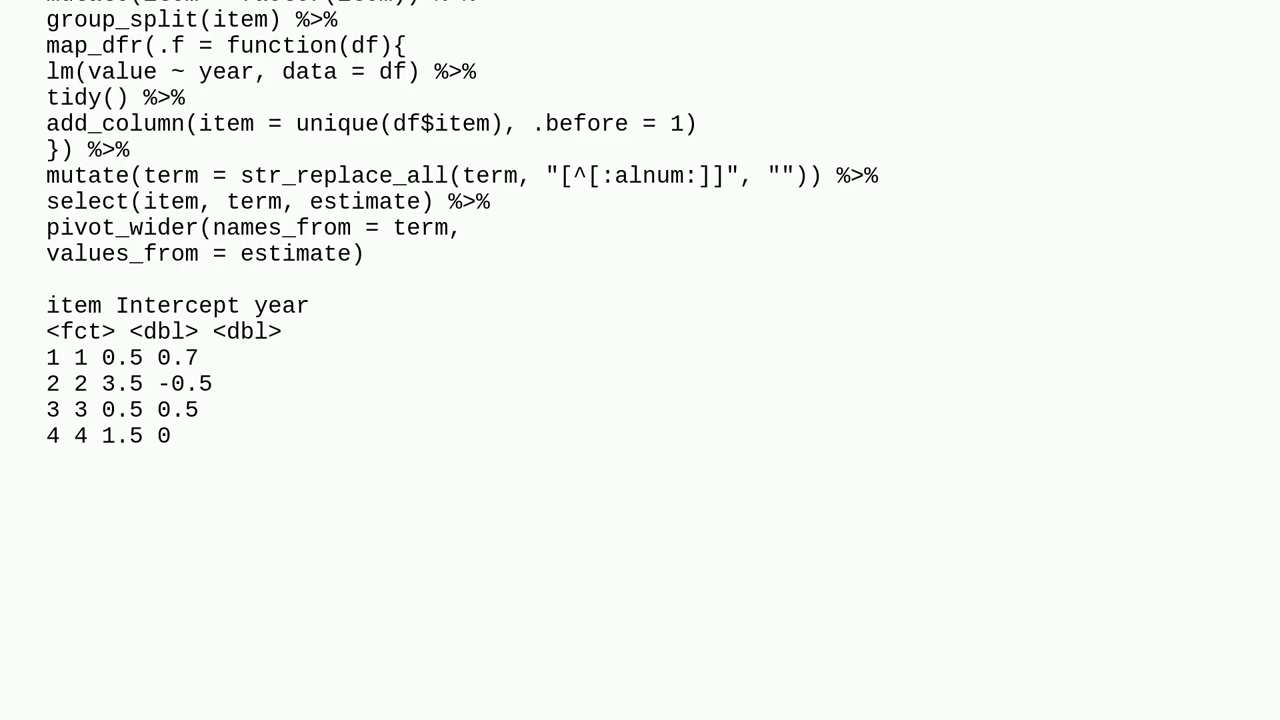 group_split(item) %>%
map_dfr(.f = function(df){
lm(value ~ year, data = df) %>%
tidy() %>%
add_column(item = unique(df$item), .before = 1)
}) %>%
mutate(term = str_replace_all(term, "[^[:alnum:]]", "")) %>%
select(item, term, estimate) %>%
pivot_wider(names_from = term,
values_from = estimate)

item Intercept year
<fct> <dbl> <dbl>
1 1 0.5 0.7
2 2 3.5 -0.5
3 3 0.5 0.5
4 4 1.5 0